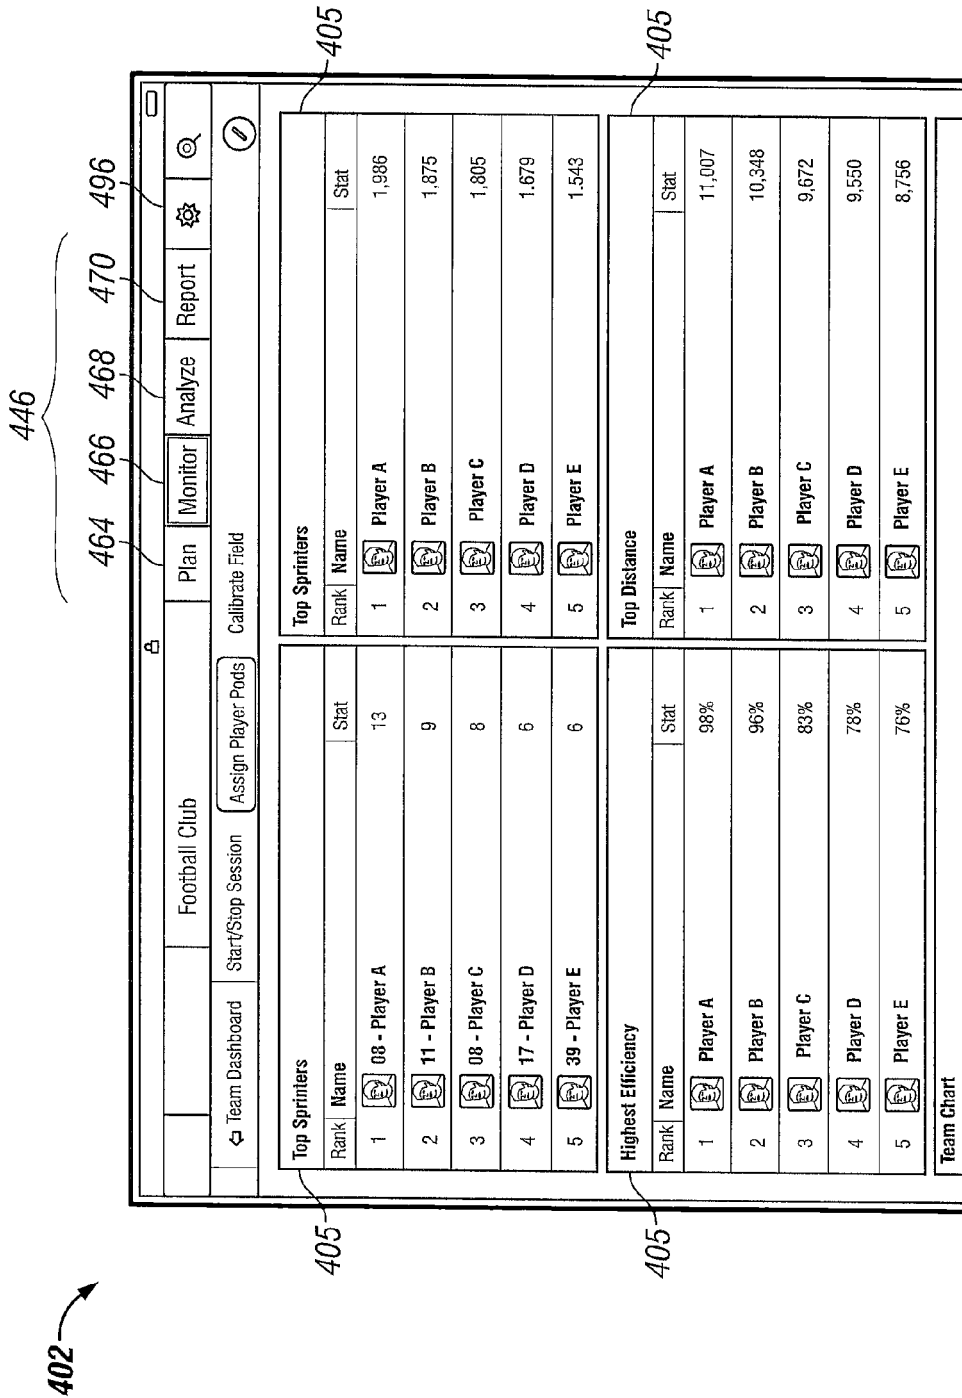 402
446
464 466 468 470 496
Football Club Plan Monitor Analyze Report
Team Dashboard Start/Stop Session Assign Player Pods Calibrate Field
405
Top Sprinters
Rank Name Stat
1 08 - Player A 13
2 11 - Player B 9
3 08 - Player C 8
4 17 - Player D 6
5 39 - Player E 6
405
Top Sprinters
Rank Name Stat
1 Player A 1,986
2 Player B 1,875
3 Player C 1,805
4 Player D 1.679
5 Player E 1.543
405
Highest Efficiency
Rank Name Stat
1 Player A 98%
2 Player B 96%
3 Player C 83%
4 Player D 78%
5 Player E 76%
405
Top Distance
Rank Name Stat
1 Player A 11,007
2 Player B 10,348
3 Player C 9,672
4 Player D 9,550
5 Player E 8,756
Team Chart